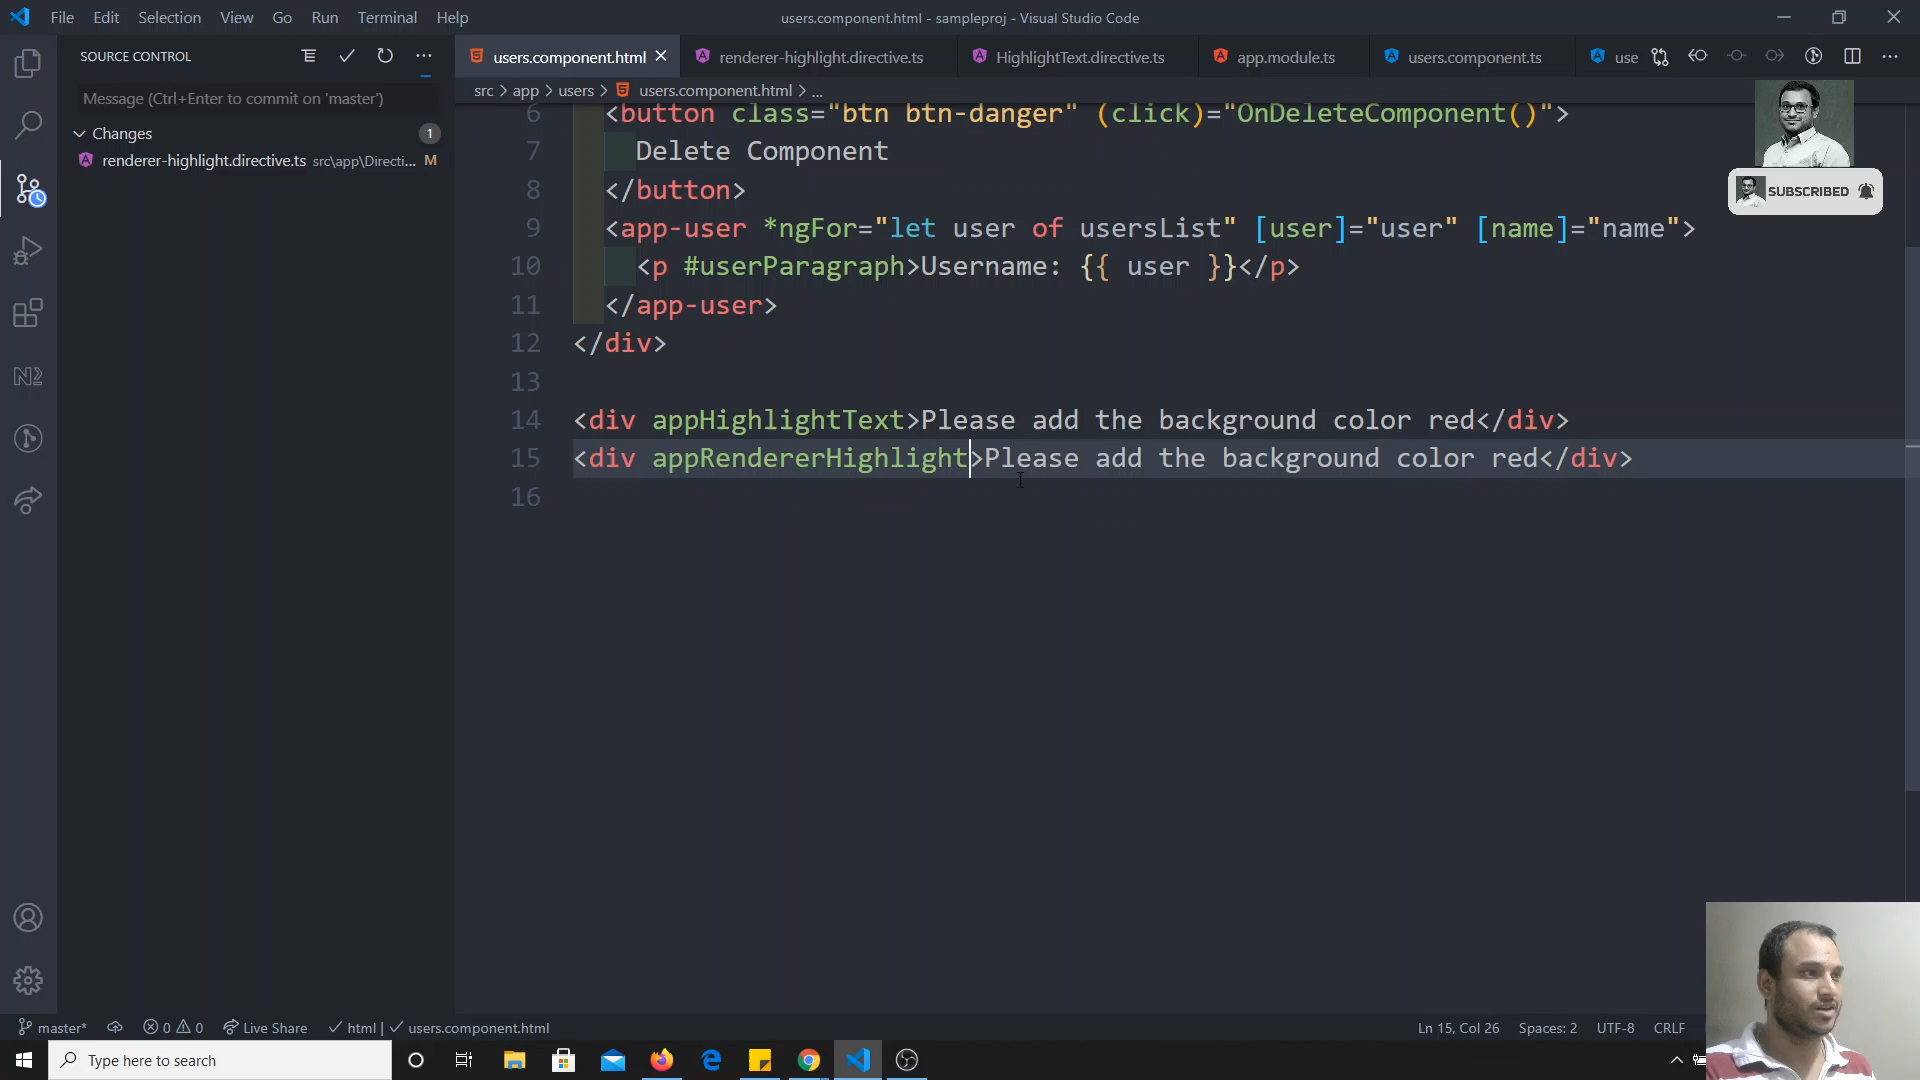 File Edit Selection View Go Run Terminal Help
users.component.html - sampleproj - Visual Studio Code
SOURCE CONTROL
users.component.html
renderer-highlight.directive.ts
HighlightText.directive.ts
app.module.ts
users.component.ts
use
Message (Ctrl+Enter to commit on 'master')
src > app > users > users.component.html > ...
Changes 1
renderer-highlight.directive.ts src\app\Directi... M
SUBSCRIBED
6 <button class="btn btn-danger" (click)="OnDeleteComponent()">
7 Delete Component
8 </button>
9 <app-user *ngFor="let user of usersList" [user]="user" [name]="name">
10 <p #userParagraph>Username: {{ user }}</p>
11 </app-user>
12 </div>
13
14 <div appHighlightText>Please add the background color red</div>
15 <div appRendererHighlight>Please add the background color red</div>
16
master* 0 0 Live Share html | users.component.html
Ln 15, Col 26 Spaces: 2 UTF-8 CRLF
Type here to search